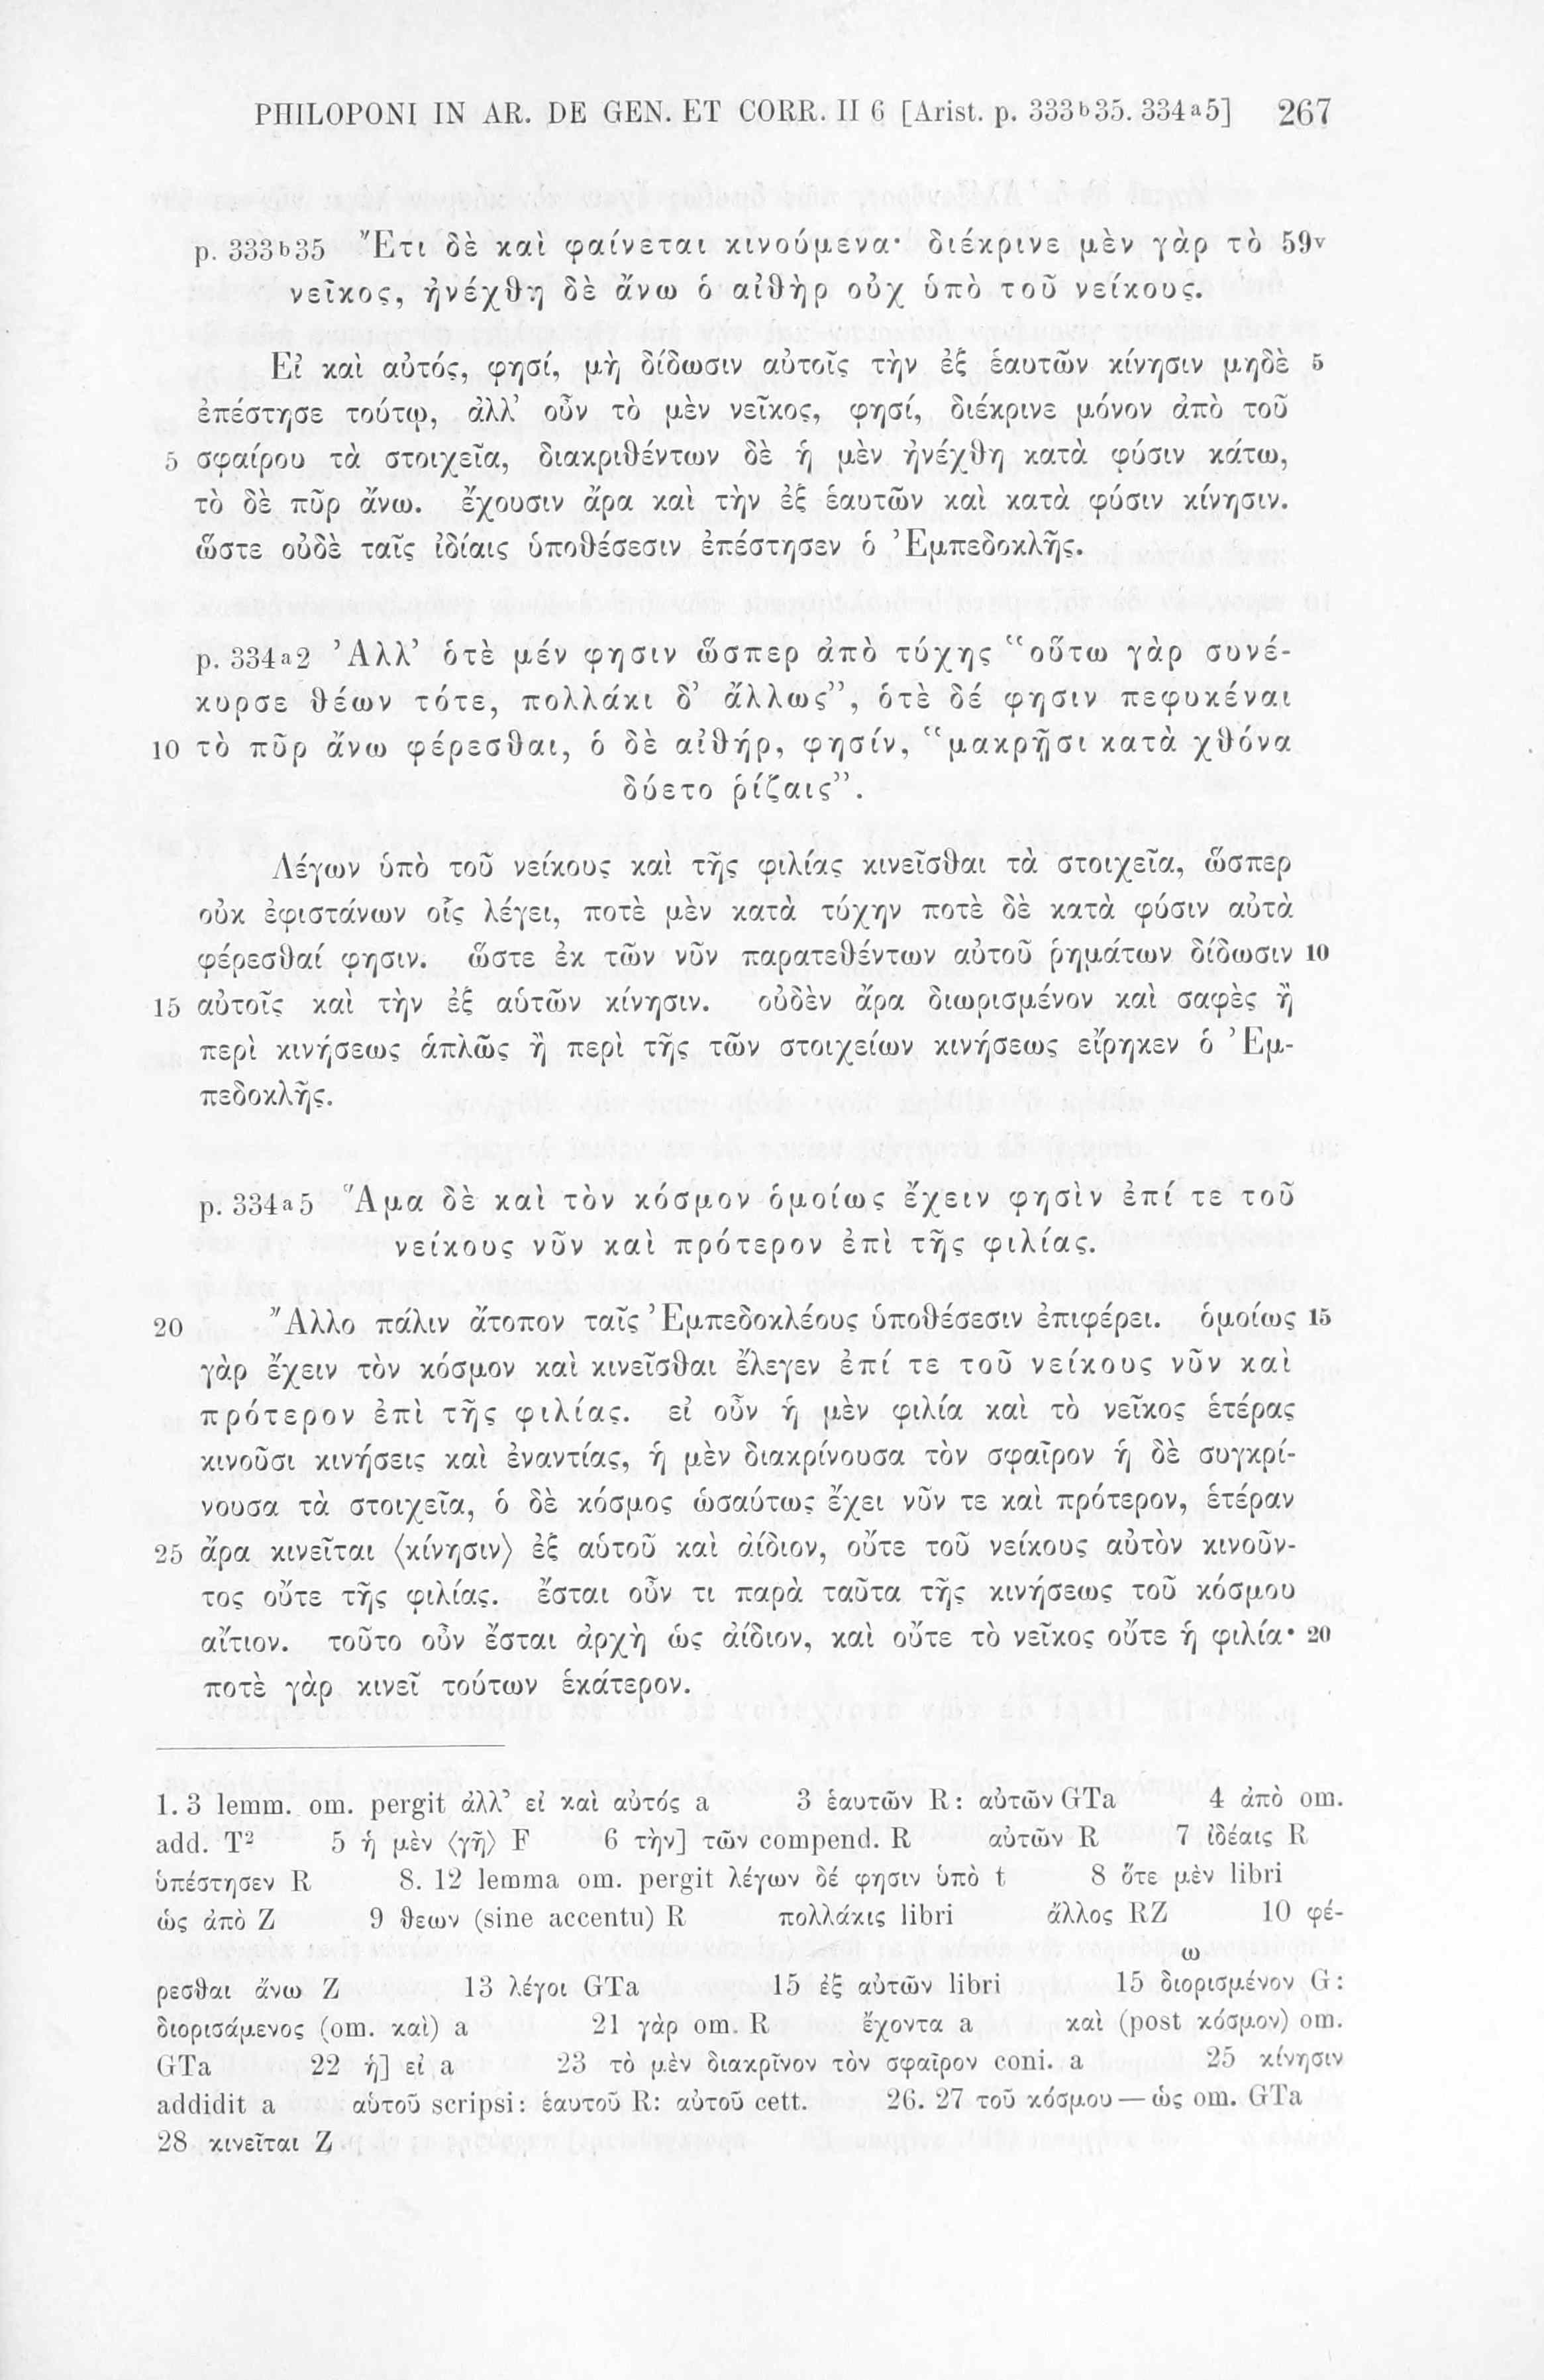 PHILOPONI IN AR. DE GEN. ET CORR. II 6 [Arist. p. 333b35. 334a5] 267
p. 333b35 Ἔτι δὲ καὶ φαίνεται κινούμενα· διέκρινε μὲν γὰρ τὸ 59v
νεῖκος, ἠνέχθη δὲ ἄνω ὁ αἰθὴρ οὐχ ὑπὸ τοῦ νείκους.
Εἰ καὶ αὐτός, φησί, μὴ δίδωσιν αὐτοῖς τὴν ἐξ ἑαυτῶν κίνησιν μηδὲ 5
ἐπέστησε τούτῳ, ἀλλ’ οὖν τὸ μὲν νεῖκος, φησί, διέκρινε μόνον ἀπὸ τοῦ
5 σφαίρου τὰ στοιχεῖα, διακριθέντων δὲ ἡ μὲν ἠνέχθη κατὰ φύσιν κάτω,
τὸ δὲ πῦρ ἄνω. ἔχουσιν ἄρα καὶ τὴν ἐξ ἑαυτῶν καὶ κατὰ φύσιν κίνησιν.
ὥστε οὐδὲ ταῖς ἰδίαις ὑποθέσεσιν ἐπέστησεν ὁ Ἐμπεδοκλῆς.
p. 334a2 Ἀλλ’ ὁτὲ μέν φησιν ὥσπερ ἀπὸ τύχης “οὕτω γὰρ συνέ-
κυρσε θέων τότε, πολλάκι δ’ ἄλλως”, ὁτὲ δέ φησιν πεφυκέναι
10 τὸ πῦρ ἄνω φέρεσθαι, ὁ δὲ αἰθήρ, φησίν, “μακρῇσι κατὰ χθόνα
δύετο ῥίζαις”.
Λέγων ὑπὸ τοῦ νείκους καὶ τῆς φιλίας κινεῖσθαι τὰ στοιχεῖα, ὥσπερ
οὐκ ἐφιστάνων οἷς λέγει, ποτὲ μὲν κατὰ τύχην ποτὲ δὲ κατὰ φύσιν αὐτὰ
φέρεσθαί φησιν. ὥστε ἐκ τῶν νῦν παρατεθέντων αὐτοῦ ῥημάτων δίδωσιν 10
15 αὐτοῖς καὶ τὴν ἐξ αὑτῶν κίνησιν. οὐδὲν ἄρα διωρισμένον καὶ σαφὲς ἢ
περὶ κινήσεως ἁπλῶς ἢ περὶ τῆς τῶν στοιχείων κινήσεως εἴρηκεν ὁ Ἐμ-
πεδοκλῆς.
p. 334a5 Ἅμα δὲ καὶ τὸν κόσμον ὁμοίως ἔχειν φησὶν ἐπί τε τοῦ
νείκους νῦν καὶ πρότερον ἐπὶ τῆς φιλίας.
20 Ἄλλο πάλιν ἄτοπον ταῖς Ἐμπεδοκλέους ὑποθέσεσιν ἐπιφέρει. ὁμοίως 15
γὰρ ἔχειν τὸν κόσμον καὶ κινεῖσθαι ἔλεγεν ἐπί τε τοῦ νείκους νῦν καὶ
πρότερον ἐπὶ τῆς φιλίας. εἰ οὖν ἡ μὲν φιλία καὶ τὸ νεῖκος ἑτέρας
κινοῦσι κινήσεις καὶ ἐναντίας, ἡ μὲν διακρίνουσα τὸν σφαῖρον ἡ δὲ συγκρί-
νουσα τὰ στοιχεῖα, ὁ δὲ κόσμος ὡσαύτως ἔχει νῦν τε καὶ πρότερον, ἑτέραν
25 ἄρα κινεῖται ⟨κίνησιν⟩ ἐξ αὑτοῦ καὶ ἀίδιον, οὔτε τοῦ νείκους αὐτὸν κινοῦν-
τος οὔτε τῆς φιλίας. ἔσται οὖν τι παρὰ ταῦτα τῆς κινήσεως τοῦ κόσμου
αἴτιον. τοῦτο οὖν ἔσται ἀρχὴ ὡς ἀίδιον, καὶ οὔτε τὸ νεῖκος οὔτε ἡ φιλία· 20
ποτὲ γὰρ κινεῖ τούτων ἑκάτερον.
1. 3 lemm. om. pergit ἀλλ’ εἰ καὶ αὐτός a 3 ἑαυτῶν R: αὐτῶν GTa 4 ἀπὸ om.
add. T2 5 ἡ μὲν ⟨γῆ⟩ F 6 τὴν] τῶν compend. R αὐτῶν R 7 ἰδέαις R
ὑπέστησεν R 8. 12 lemma om. pergit λέγων δέ φησιν ὑπὸ t 8 ὅτε μὲν libri
ὡς ἀπὸ Z 9 θεων (sine accentu) R πολλάκις libri ἄλλος RZ 10 φέ-
ω
ρεσθαι ἄνω Z 13 λέγοι GTa 15 ἐξ αὐτῶν libri 15 διορισμένον G:
διορισάμενος (om. καὶ) a 21 γὰρ om. R ἔχοντα a καὶ (post κόσμον) om.
GTa 22 ἡ] εἰ a 23 τὸ μὲν διακρῖνον τὸν σφαῖρον coni. a 25 κίνησιν
addidit a αὑτοῦ scripsi: ἑαυτοῦ R: αὐτοῦ cett. 26. 27 τοῦ κόσμου — ὡς om. GTa
28 κινεῖται Z